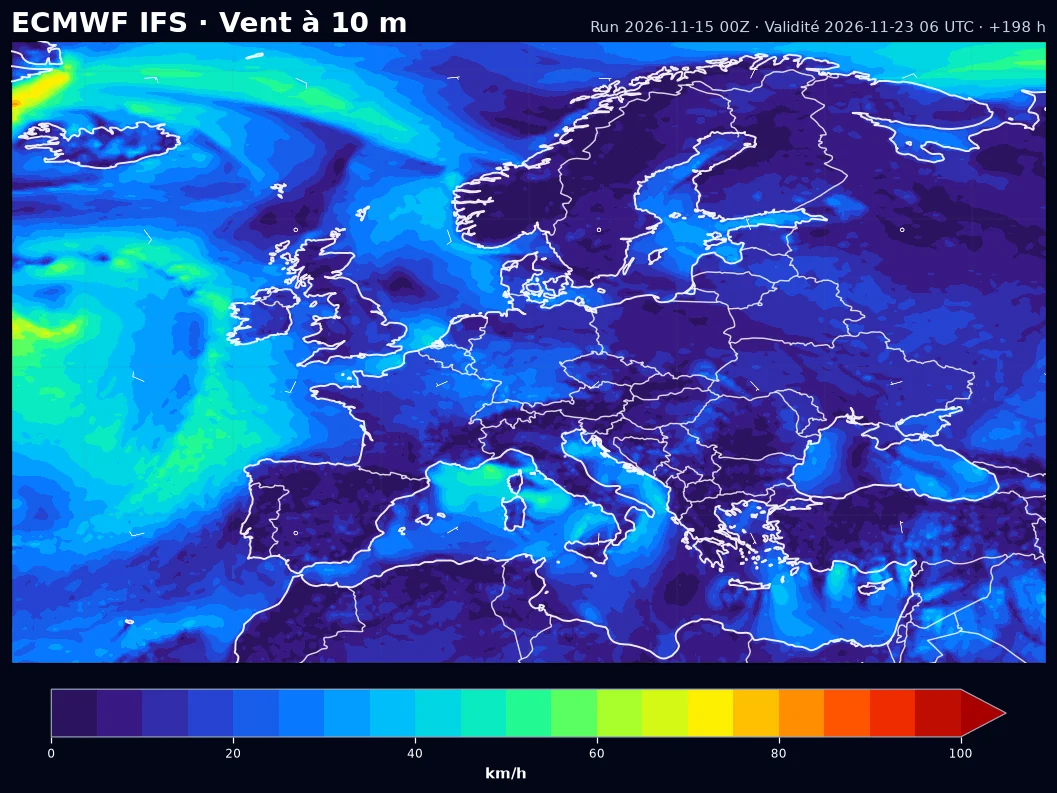 ECMWF IFS · Vent à 10 m
Run 2026-11-15 00Z · Validité 2026-11-23 06 UTC · +198 h
0 20 40 60 80 100
km/h